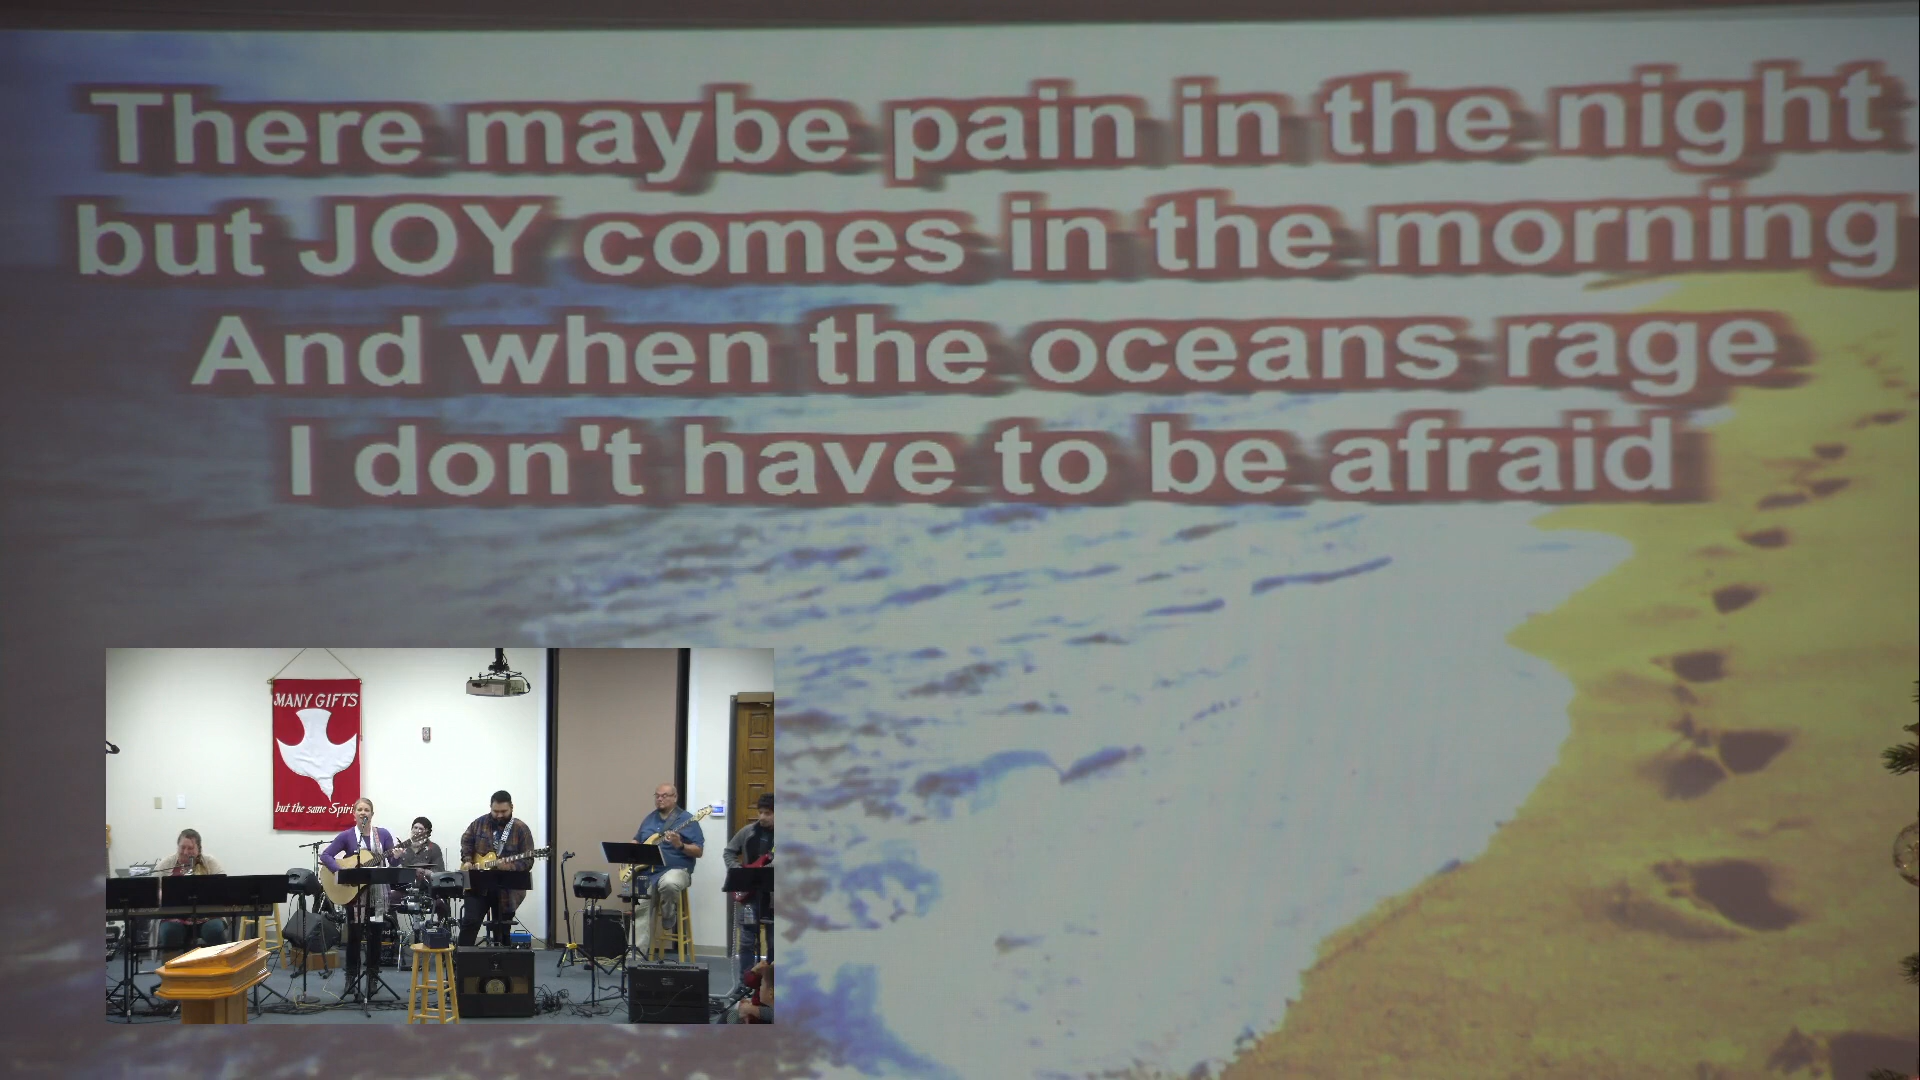 There maybe pain in the night
but JOY comes in the morning
And when the oceans rage
I don't have to be afraid
MANY GIFTS
but the same Spiri